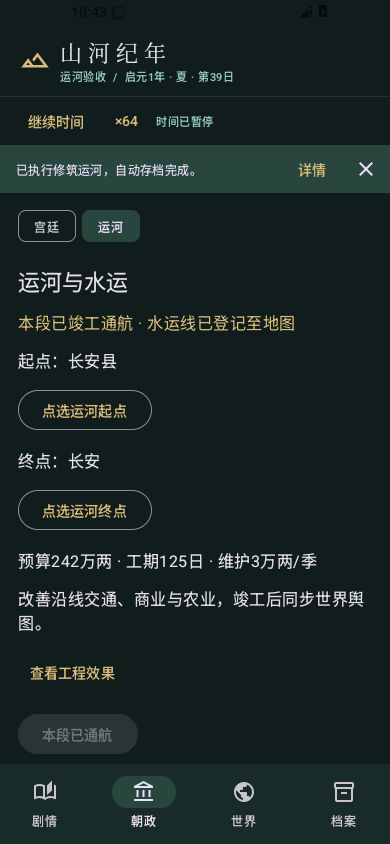 10:43
山河纪年
运河验收 / 启元1年 · 夏 · 第39日
继续时间 ×64 时间已暂停
已执行修筑运河，自动存档完成。 详情
宫廷 运河
运河与水运
本段已竣工通航 · 水运线已登记至地图
起点：长安县
点选运河起点
终点：长安
点选运河终点
预算242万两 · 工期125日 · 维护3万两/季
改善沿线交通、商业与农业，竣工后同步世界舆
图。
查看工程效果
本段已通航
剧情 朝政 世界 档案